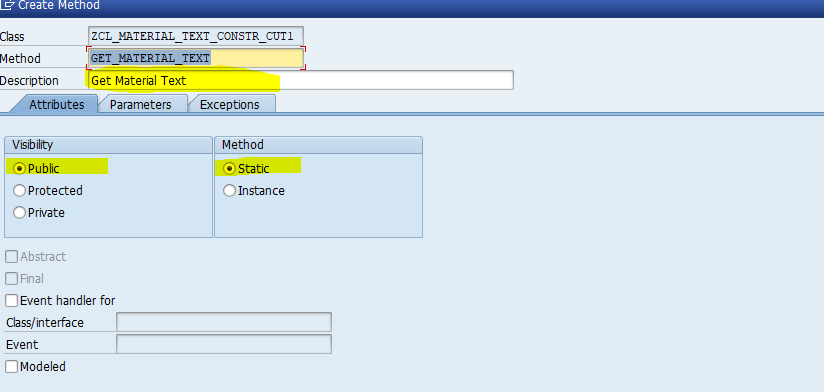 Create Method
Class ZCL_MATERIAL_TEXT_CONSTR_CUT1
Method GET_MATERIAL_TEXT
Description Get Material Text
Attributes Parameters Exceptions
Visibility Method
Public Static
Protected Instance
Private
Abstract
Final
Event handler for
Class/interface
Event
Modeled